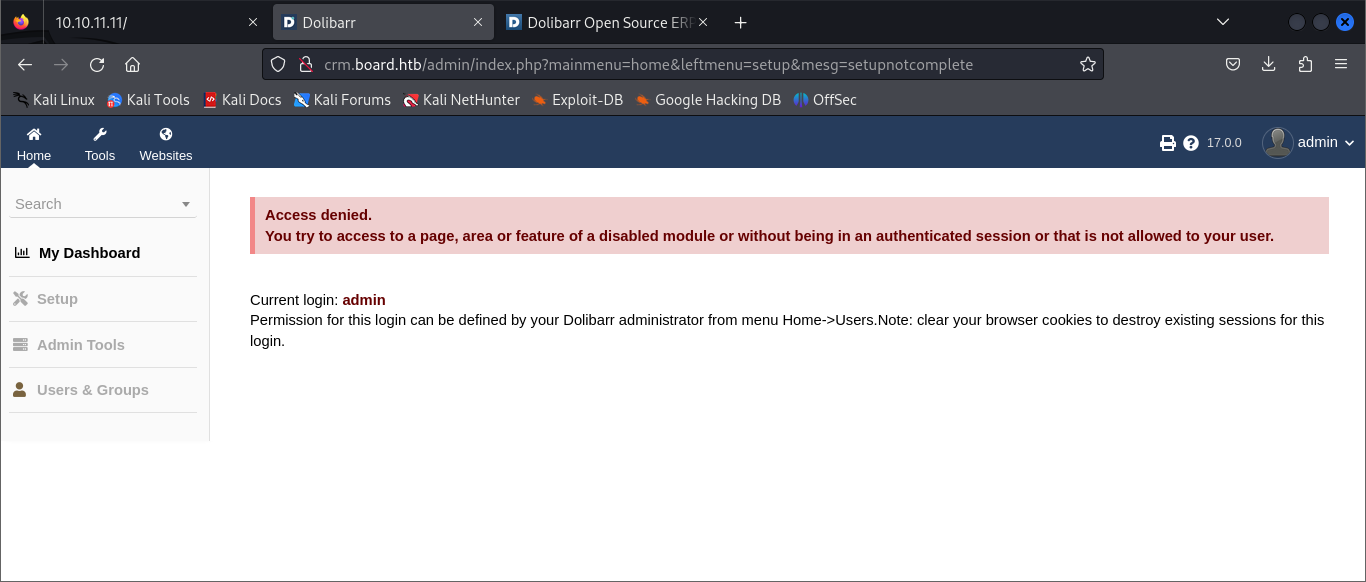 10.10.11.11/
Dolibarr
Dolibarr Open Source ERP
crm.board.htb/admin/index.php?mainmenu=home&leftmenu=setup&mesg=setupnotcomplete
Kali Linux Kali Tools Kali Docs Kali Forums Kali NetHunter Exploit-DB Google Hacking DB OffSec
Home Tools Websites
17.0.0 admin
Search
My Dashboard
Setup
Admin Tools
Users & Groups
Access denied.
You try to access to a page, area or feature of a disabled module or without being in an authenticated session or that is not allowed to your user.
Current login: admin
Permission for this login can be defined by your Dolibarr administrator from menu Home->Users.Note: clear your browser cookies to destroy existing sessions for this
login.